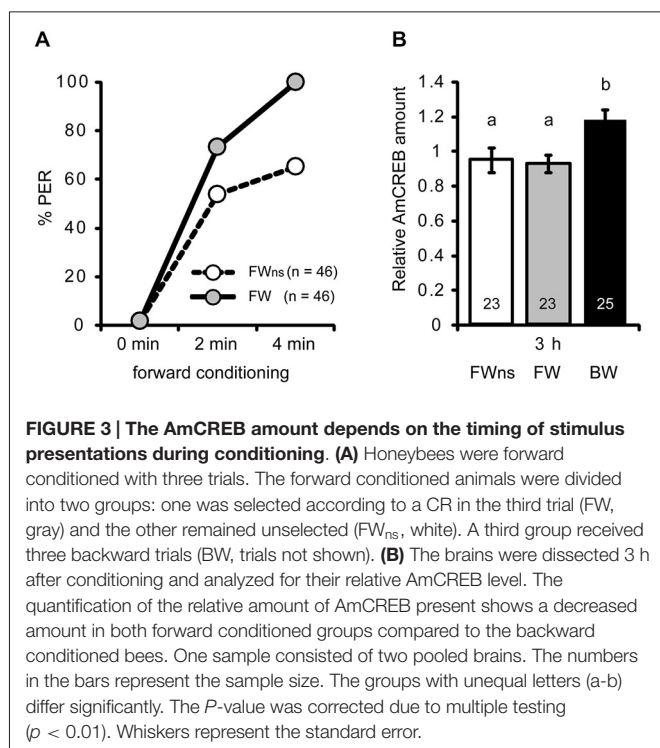 A
B
100
80
60
40
20
0
% PER
FWns (n = 46)
FW (n = 46)
0 min 2 min 4 min
forward conditioning
1.4
1.2
1
0.8
0.6
0.4
0.2
0
Relative AmCREB amount
a a b
23 23 25
3 h
FWns FW BW
FIGURE 3 | The AmCREB amount depends on the timing of stimulus
presentations during conditioning. (A) Honeybees were forward
conditioned with three trials. The forward conditioned animals were divided
into two groups: one was selected according to a CR in the third trial (FW,
gray) and the other remained unselected (FWns, white). A third group received
three backward trials (BW, trials not shown). (B) The brains were dissected 3 h
after conditioning and analyzed for their relative AmCREB level. The
quantification of the relative amount of AmCREB present shows a decreased
amount in both forward conditioned groups compared to the backward
conditioned bees. One sample consisted of two pooled brains. The numbers
in the bars represent the sample size. The groups with unequal letters (a-b)
differ significantly. The P-value was corrected due to multiple testing
(p < 0.01). Whiskers represent the standard error.